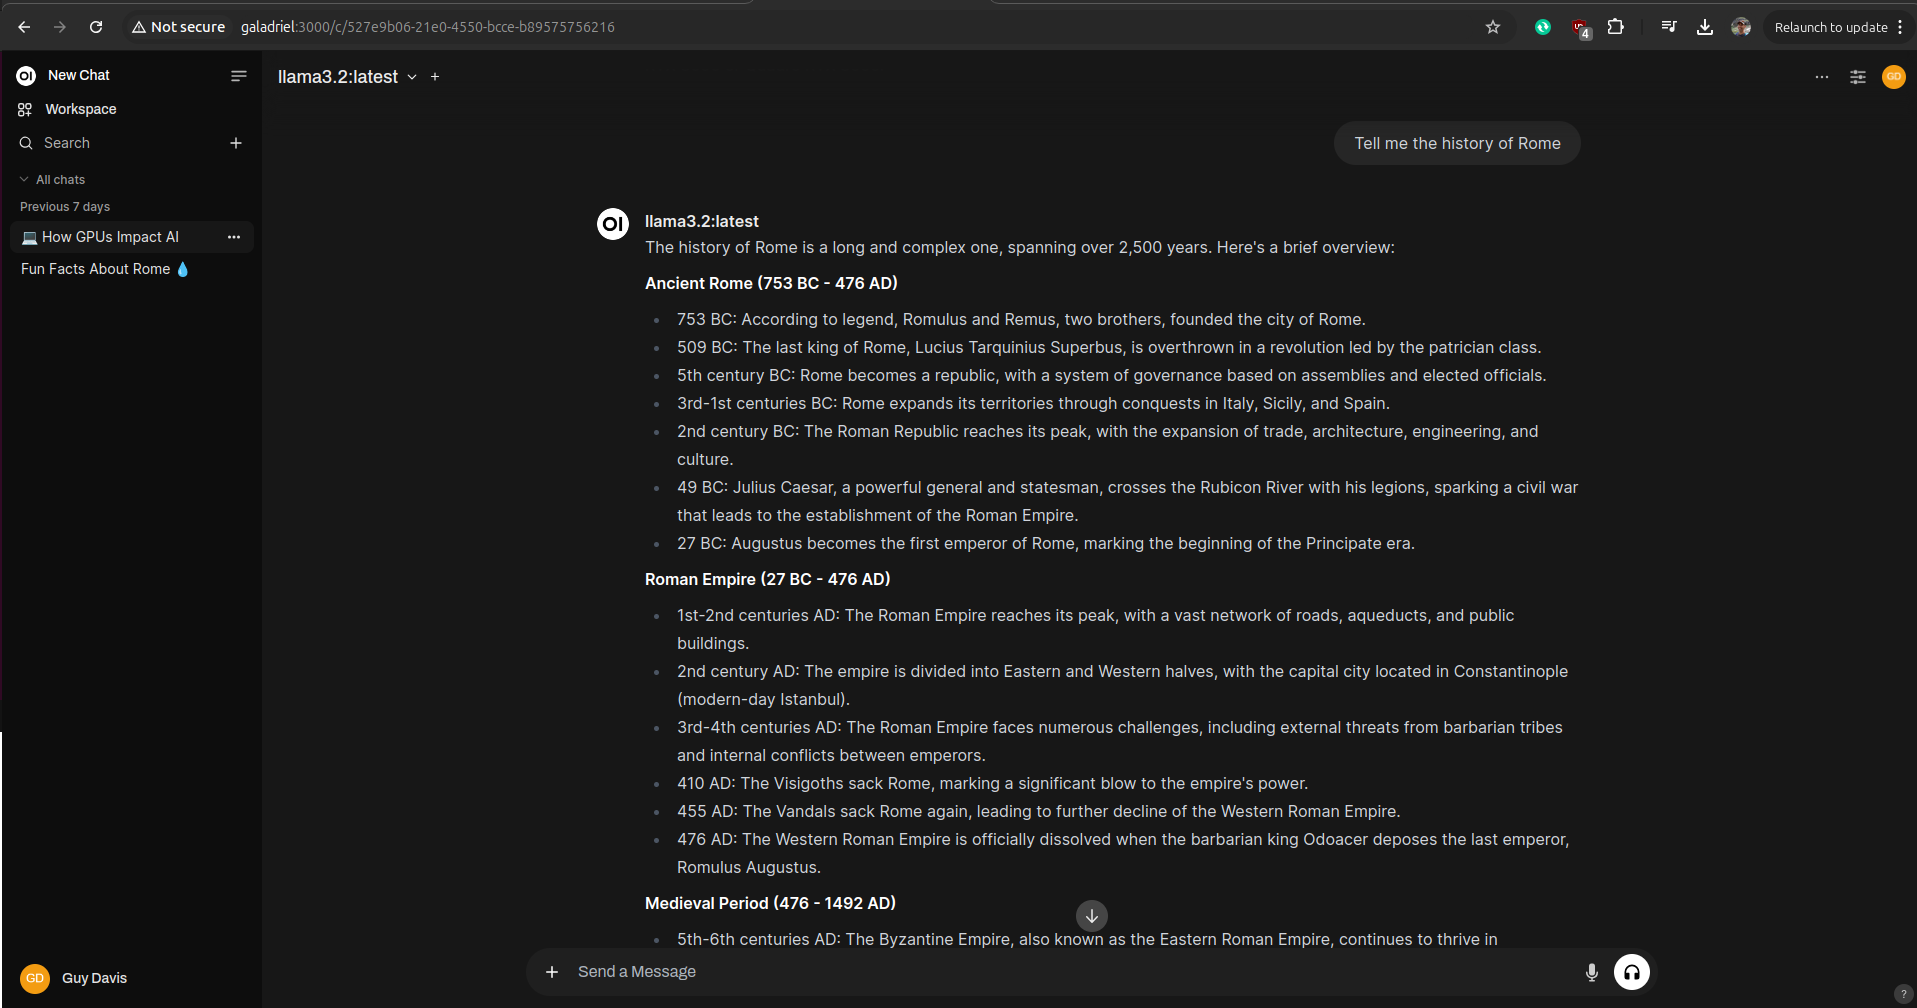 Not secure galadriel:3000/c/527e9b06-21e0-4550-bcce-b89575756216
4
Relaunch to update
OI New Chat
Workspace
Search
All chats
Previous 7 days
💻 How GPUs Impact AI
Fun Facts About Rome 💧
GD Guy Davis
llama3.2:latest
GD
Tell me the history of Rome
OI llama3.2:latest
The history of Rome is a long and complex one, spanning over 2,500 years. Here's a brief overview:
Ancient Rome (753 BC - 476 AD)
• 753 BC: According to legend, Romulus and Remus, two brothers, founded the city of Rome.
• 509 BC: The last king of Rome, Lucius Tarquinius Superbus, is overthrown in a revolution led by the patrician class.
• 5th century BC: Rome becomes a republic, with a system of governance based on assemblies and elected officials.
• 3rd-1st centuries BC: Rome expands its territories through conquests in Italy, Sicily, and Spain.
• 2nd century BC: The Roman Republic reaches its peak, with the expansion of trade, architecture, engineering, and
culture.
• 49 BC: Julius Caesar, a powerful general and statesman, crosses the Rubicon River with his legions, sparking a civil war
that leads to the establishment of the Roman Empire.
• 27 BC: Augustus becomes the first emperor of Rome, marking the beginning of the Principate era.
Roman Empire (27 BC - 476 AD)
• 1st-2nd centuries AD: The Roman Empire reaches its peak, with a vast network of roads, aqueducts, and public
buildings.
• 2nd century AD: The empire is divided into Eastern and Western halves, with the capital city located in Constantinople
(modern-day Istanbul).
• 3rd-4th centuries AD: The Roman Empire faces numerous challenges, including external threats from barbarian tribes
and internal conflicts between emperors.
• 410 AD: The Visigoths sack Rome, marking a significant blow to the empire's power.
• 455 AD: The Vandals sack Rome again, leading to further decline of the Western Roman Empire.
• 476 AD: The Western Roman Empire is officially dissolved when the barbarian king Odoacer deposes the last emperor,
Romulus Augustus.
Medieval Period (476 - 1492 AD)
• 5th-6th centuries AD: The Byzantine Empire, also known as the Eastern Roman Empire, continues to thrive in
Send a Message
?